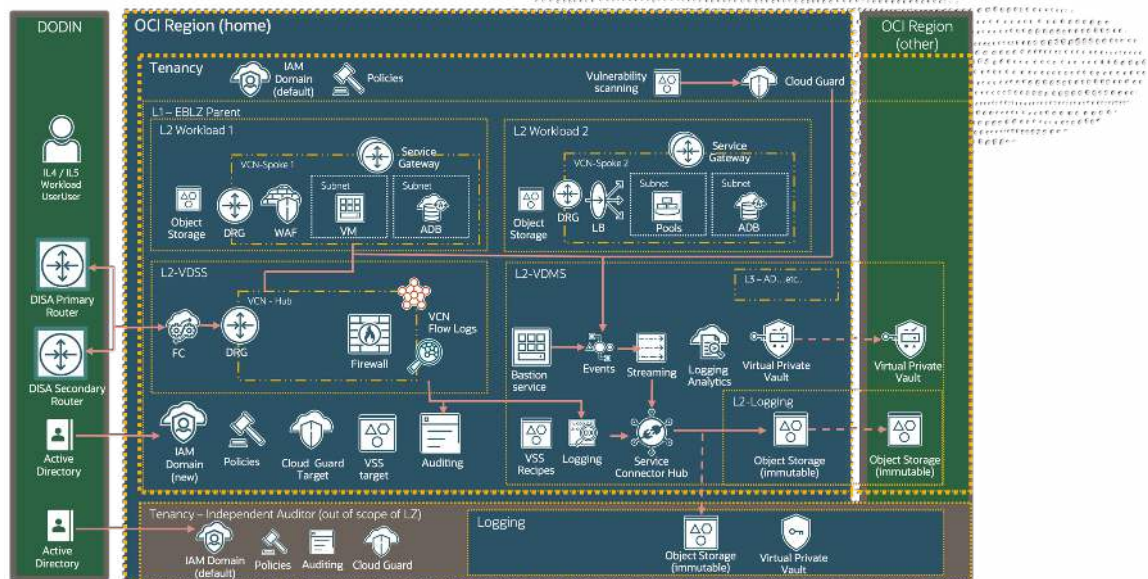 DODIN
OCI Region (home)
OCI Region
(other)
Tenancy
IAM
Domain
(default)
Policies
Vulnerability
scanning
Cloud Guard
L1 – EBLZ Parent
L2 Workload 1
Service
Gateway
VCN-Spoke 1
Object
Storage
DRG
WAF
Subnet
VM
Subnet
ADB
L2 Workload 2
Service
Gateway
VCN-Spoke 2
Object
Storage
DRG
LB
Subnet
Pools
Subnet
ADB
IL4 / IL5
Workload
UserUser
DISA Primary
Router
DISA Secondary
Router
Active
Directory
Active
Directory
L2-VDSS
VCN - Hub
FC
DRG
Firewall
VCN
Flow Logs
L2-VDMS
L3 – AD...etc..
Bastion
service
Events
Streaming
Logging
Analytics
Virtual Private
Vault
Virtual Private
Vault
L2-Logging
VSS
Recipes
Logging
Service
Connector Hub
Object Storage
(immutable)
Object Storage
(immutable)
IAM
Domain
(new)
Policies
Cloud Guard
Target
VSS
target
Auditing
Tenancy – Independent Auditor (out of scope of LZ)
IAM Domain
(default)
Policies
Auditing
Cloud Guard
Logging
Object Storage
(immutable)
Virtual Private
Vault